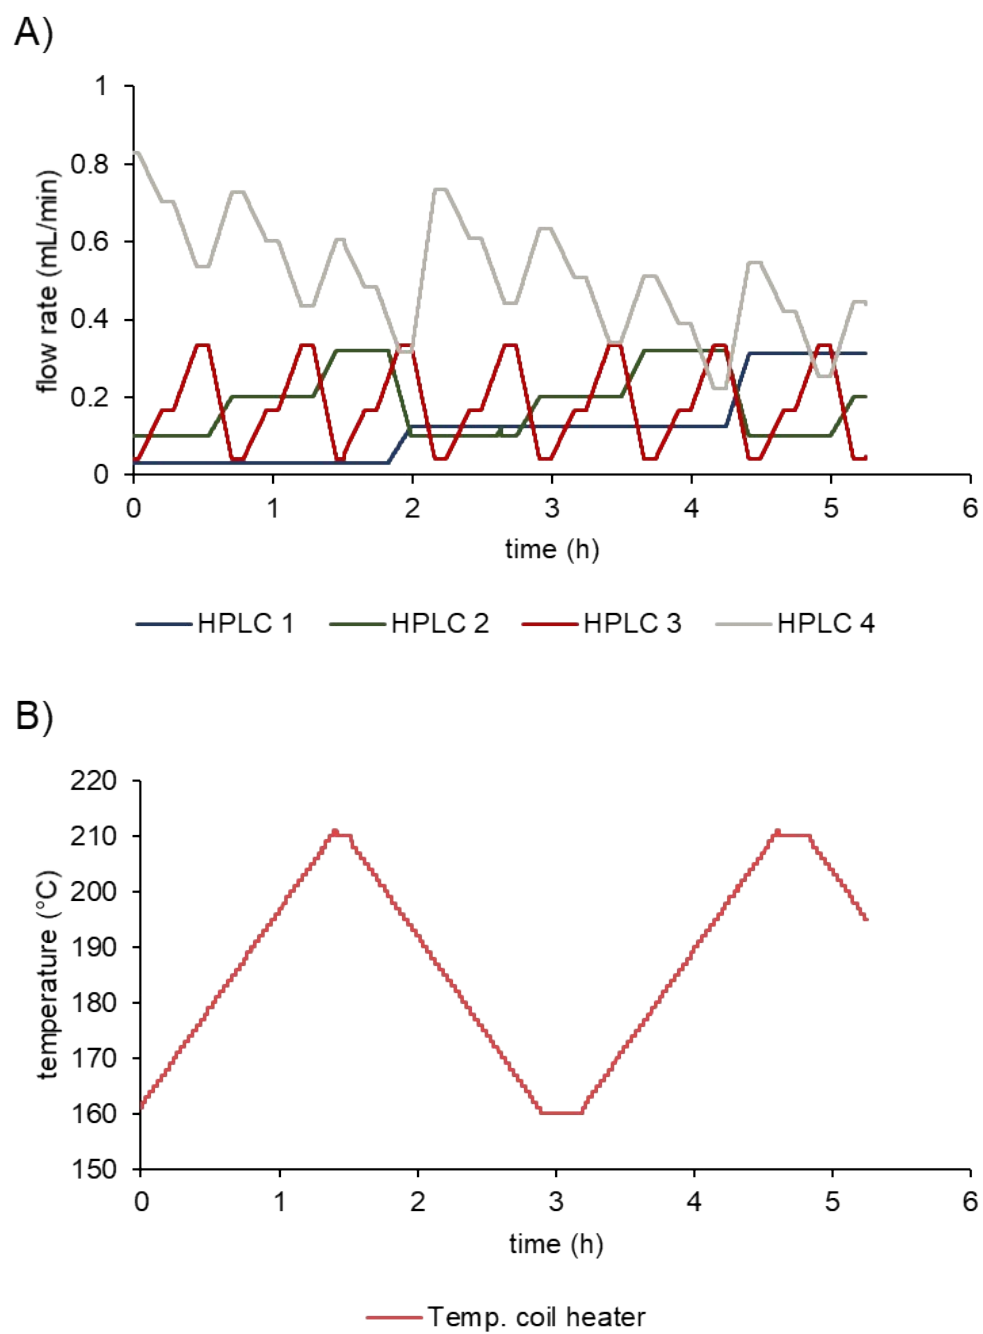 A)
1
0.8
0.6
0.4
0.2
0
flow rate (mL/min)
0 1 2 3 4 5 6
time (h)
HPLC 1 HPLC 2 HPLC 3 HPLC 4
B)
220
210
200
190
180
170
160
150
temperature (°C)
0 1 2 3 4 5 6
time (h)
Temp. coil heater